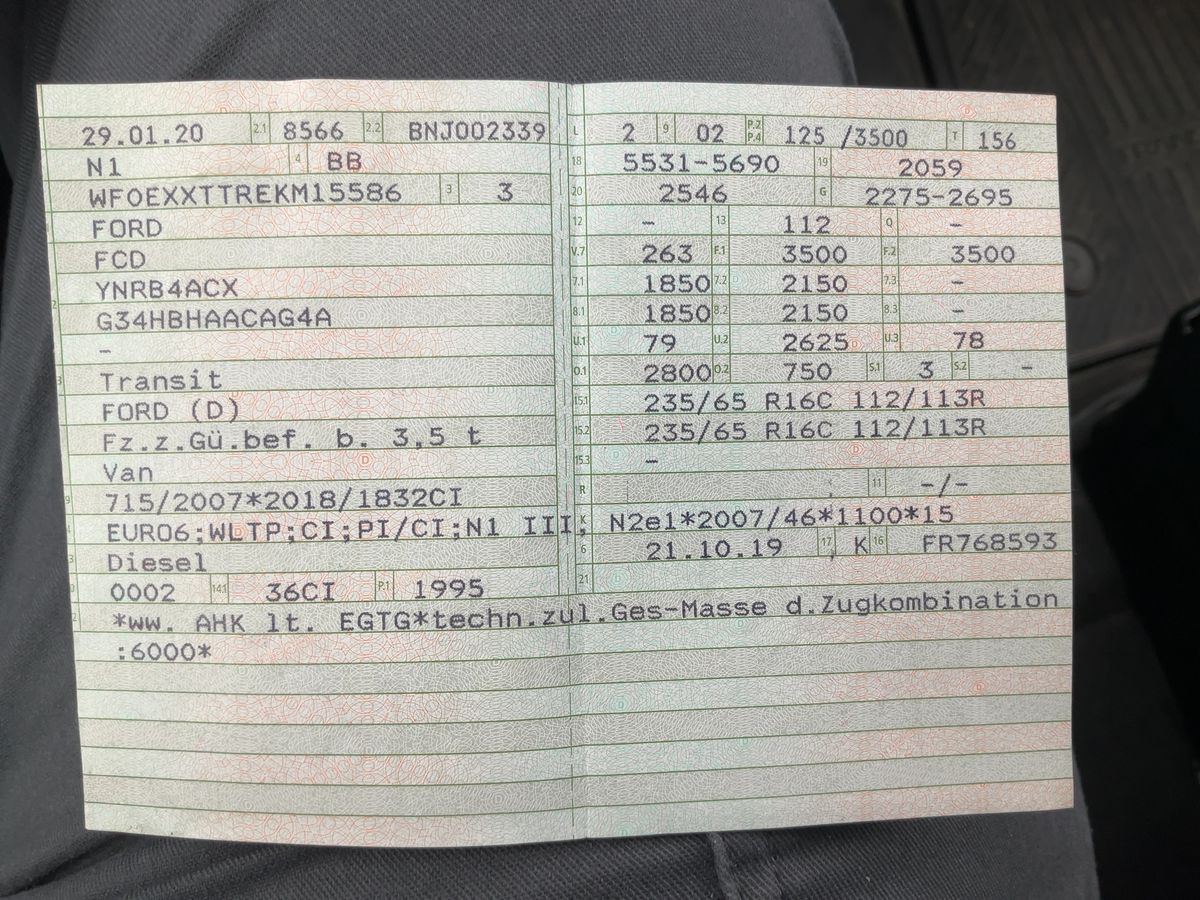 29.01.20 2.1 8566 2.2 BNJ002339
N1 4 BB
WF0EXXTTREKM15586 3 3
FORD
FCD
YNRB4ACX
G34HBHAACAG4A
–
Transit
FORD (D)
Fz.z.Gü.bef. b. 3,5 t
Van
715/2007*2018/1832CI
EURO6;WLTP;CI;PI/CI;N1 III, N2
Diesel
0002 14.1 36CI P.1 1995
L 2 9 02 P.2 P.4 125 /3500 T 156
18 5531-5690 19 2059
20 2546 G 2275-2695
12 – 13 112 Q –
V.7 263 F.1 3500 F.2 3500
7.1 1850 7.2 2150 7.3 –
8.1 1850 8.2 2150 8.3 –
U.1 79 U.2 2625 U.3 78
O.1 2800 O.2 750 S.1 3 S.2 –
15.1 235/65 R16C 112/113R
15.2 235/65 R16C 112/113R
15.3 –
R 11 –/–
K e1*2007/46*1100*15
6 21.10.19 17 K 16 FR768593
21
*ww. AHK lt. EGTG*techn.zul.Ges-Masse d.Zugkombination
:6000*